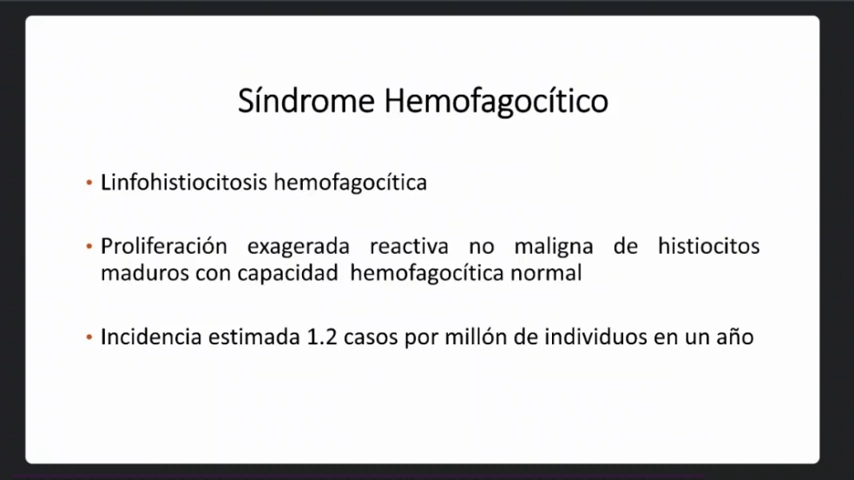 Síndrome Hemofagocítico
• Linfohistiocitosis hemofagocítica
• Proliferación exagerada reactiva no maligna de histiocitos
maduros con capacidad hemofagocítica normal
• Incidencia estimada 1.2 casos por millón de individuos en un año